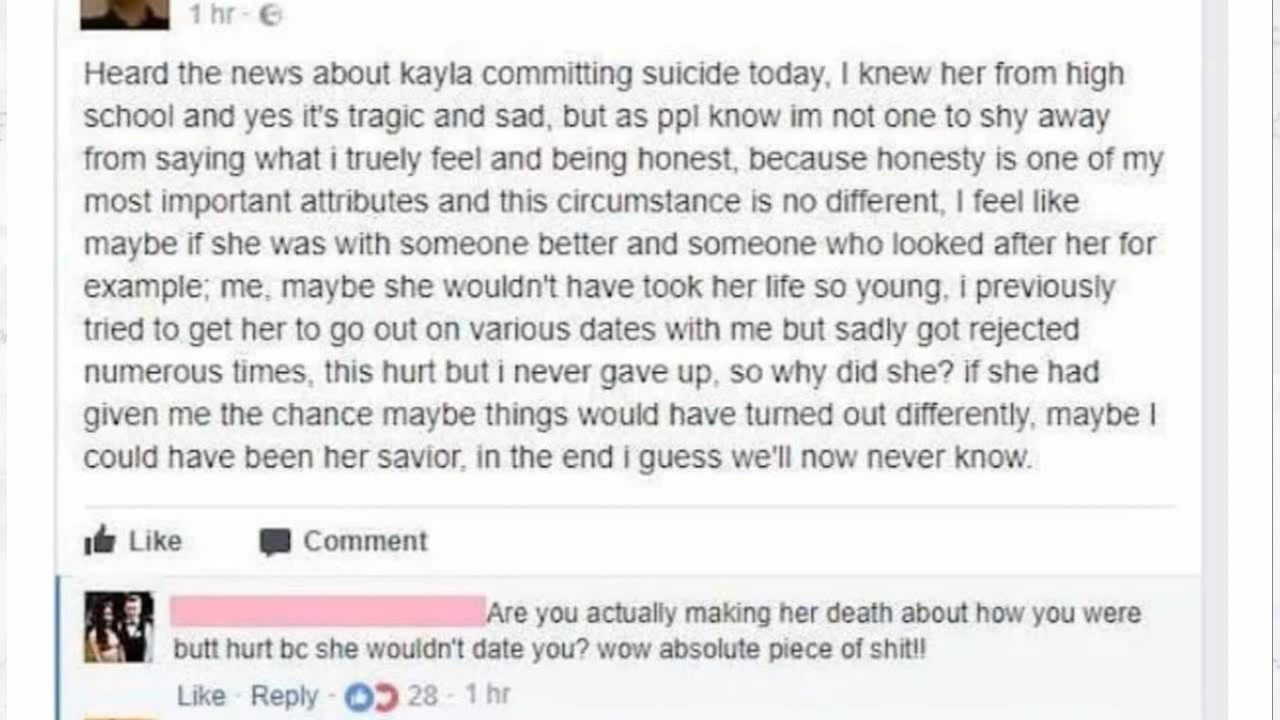 1 hr
Heard the news about kayla committing suicide today, I knew her from high
school and yes it's tragic and sad, but as ppl know im not one to shy away
from saying what i truely feel and being honest, because honesty is one of my
most important attributes and this circumstance is no different, I feel like
maybe if she was with someone better and someone who looked after her for
example; me, maybe she wouldn't have took her life so young, i previously
tried to get her to go out on various dates with me but sadly got rejected
numerous times, this hurt but i never gave up, so why did she? if she had
given me the chance maybe things would have turned out differently, maybe I
could have been her savior, in the end i guess we'll now never know.
Like Comment
Are you actually making her death about how you were
butt hurt bc she wouldn't date you? wow absolute piece of shit!!
Like · Reply · 28 · 1 hr